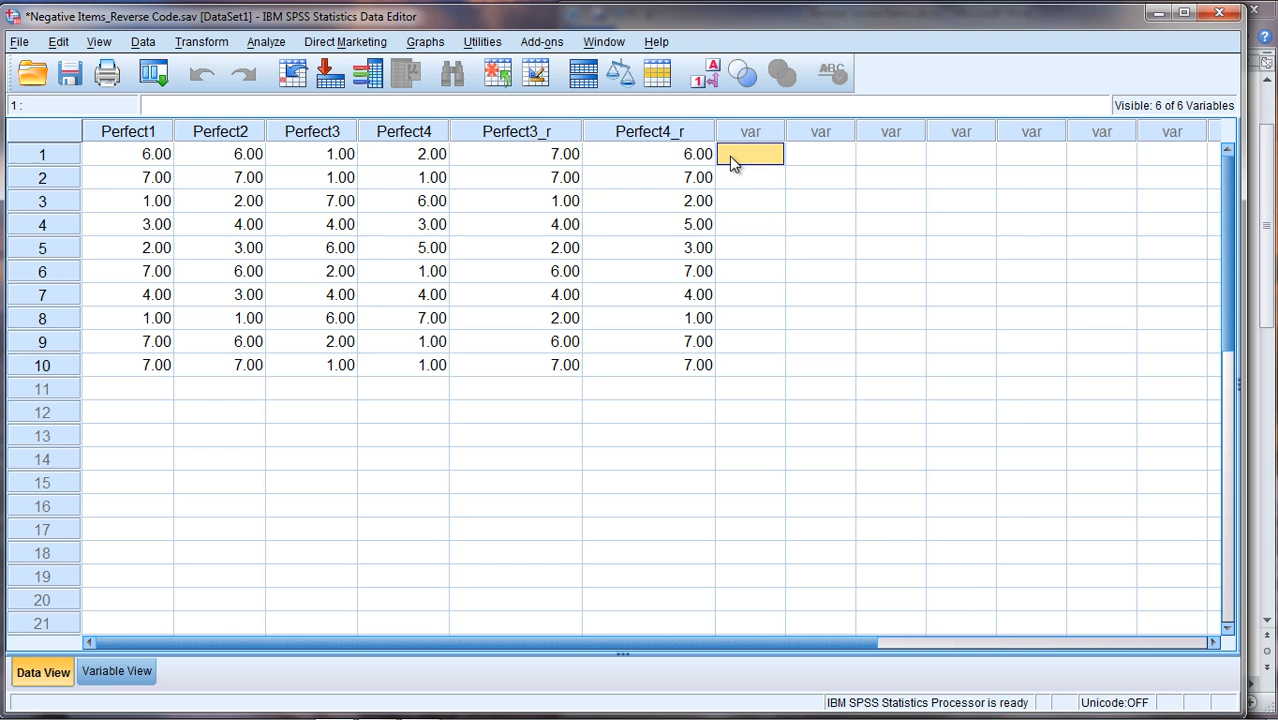 *Negative Items_Reverse Code.sav [DataSet1] - IBM SPSS Statistics Data Editor
File Edit View Data Transform Analyze Direct Marketing Graphs Utilities Add-ons Window Help
A
1
ABC
1 : Visible: 6 of 6 Variables
Perfect1 Perfect2 Perfect3 Perfect4 Perfect3_r Perfect4_r var var var var var var var
1 6.00 6.00 1.00 2.00 7.00 6.00
2 7.00 7.00 1.00 1.00 7.00 7.00
3 1.00 2.00 7.00 6.00 1.00 2.00
4 3.00 4.00 4.00 3.00 4.00 5.00
5 2.00 3.00 6.00 5.00 2.00 3.00
6 7.00 6.00 2.00 1.00 6.00 7.00
7 4.00 3.00 4.00 4.00 4.00 4.00
8 1.00 1.00 6.00 7.00 2.00 1.00
9 7.00 6.00 2.00 1.00 6.00 7.00
10 7.00 7.00 1.00 1.00 7.00 7.00
11
12
13
14
15
16
17
18
19
20
21
Data View Variable View
IBM SPSS Statistics Processor is ready Unicode:OFF